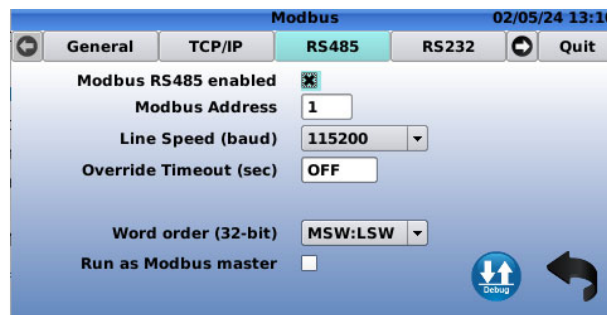 Modbus 02/05/24 13:10
General TCP/IP RS485 RS232 Quit
Modbus RS485 enabled
Modbus Address 1
Line Speed (baud) 115200
Override Timeout (sec) OFF
Word order (32-bit) MSW:LSW
Run as Modbus master
Debug